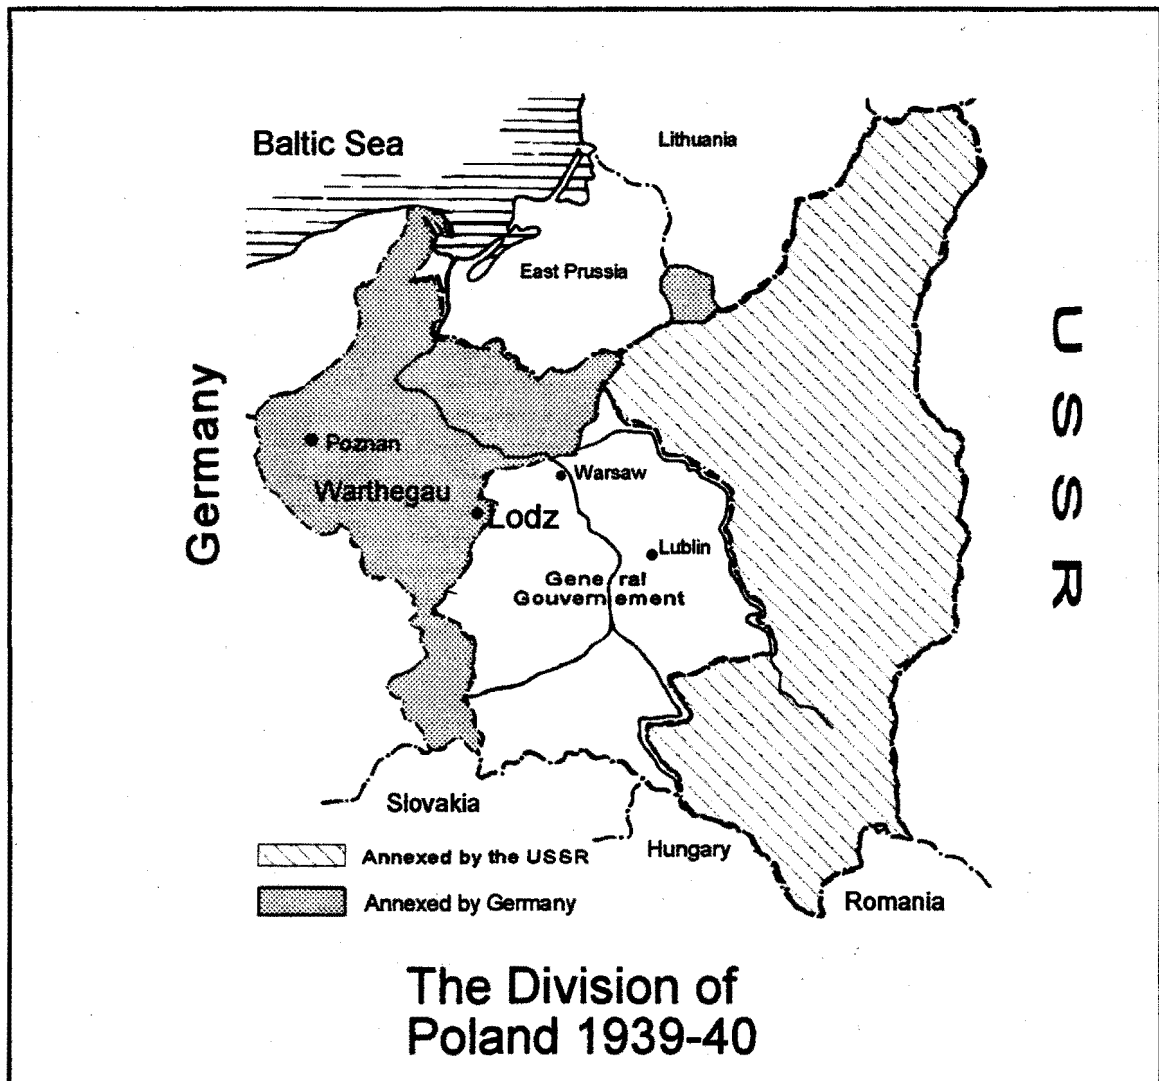 Baltic Sea
Lithuania
East Prussia
USSR
Germany
Poznan
Warsaw
Warthegau
Lodz
Lublin
General
Gouvernement
Slovakia
Annexed by the USSR
Hungary
Annexed by Germany
Romania
The Division of
Poland 1939-40